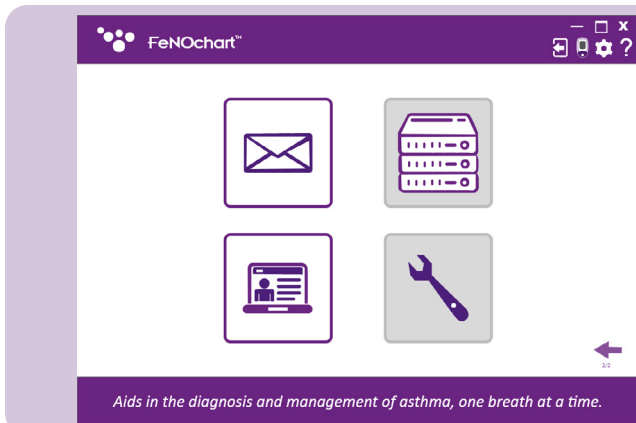 FeNOchart™
?
2/2
Aids in the diagnosis and management of asthma, one breath at a time.